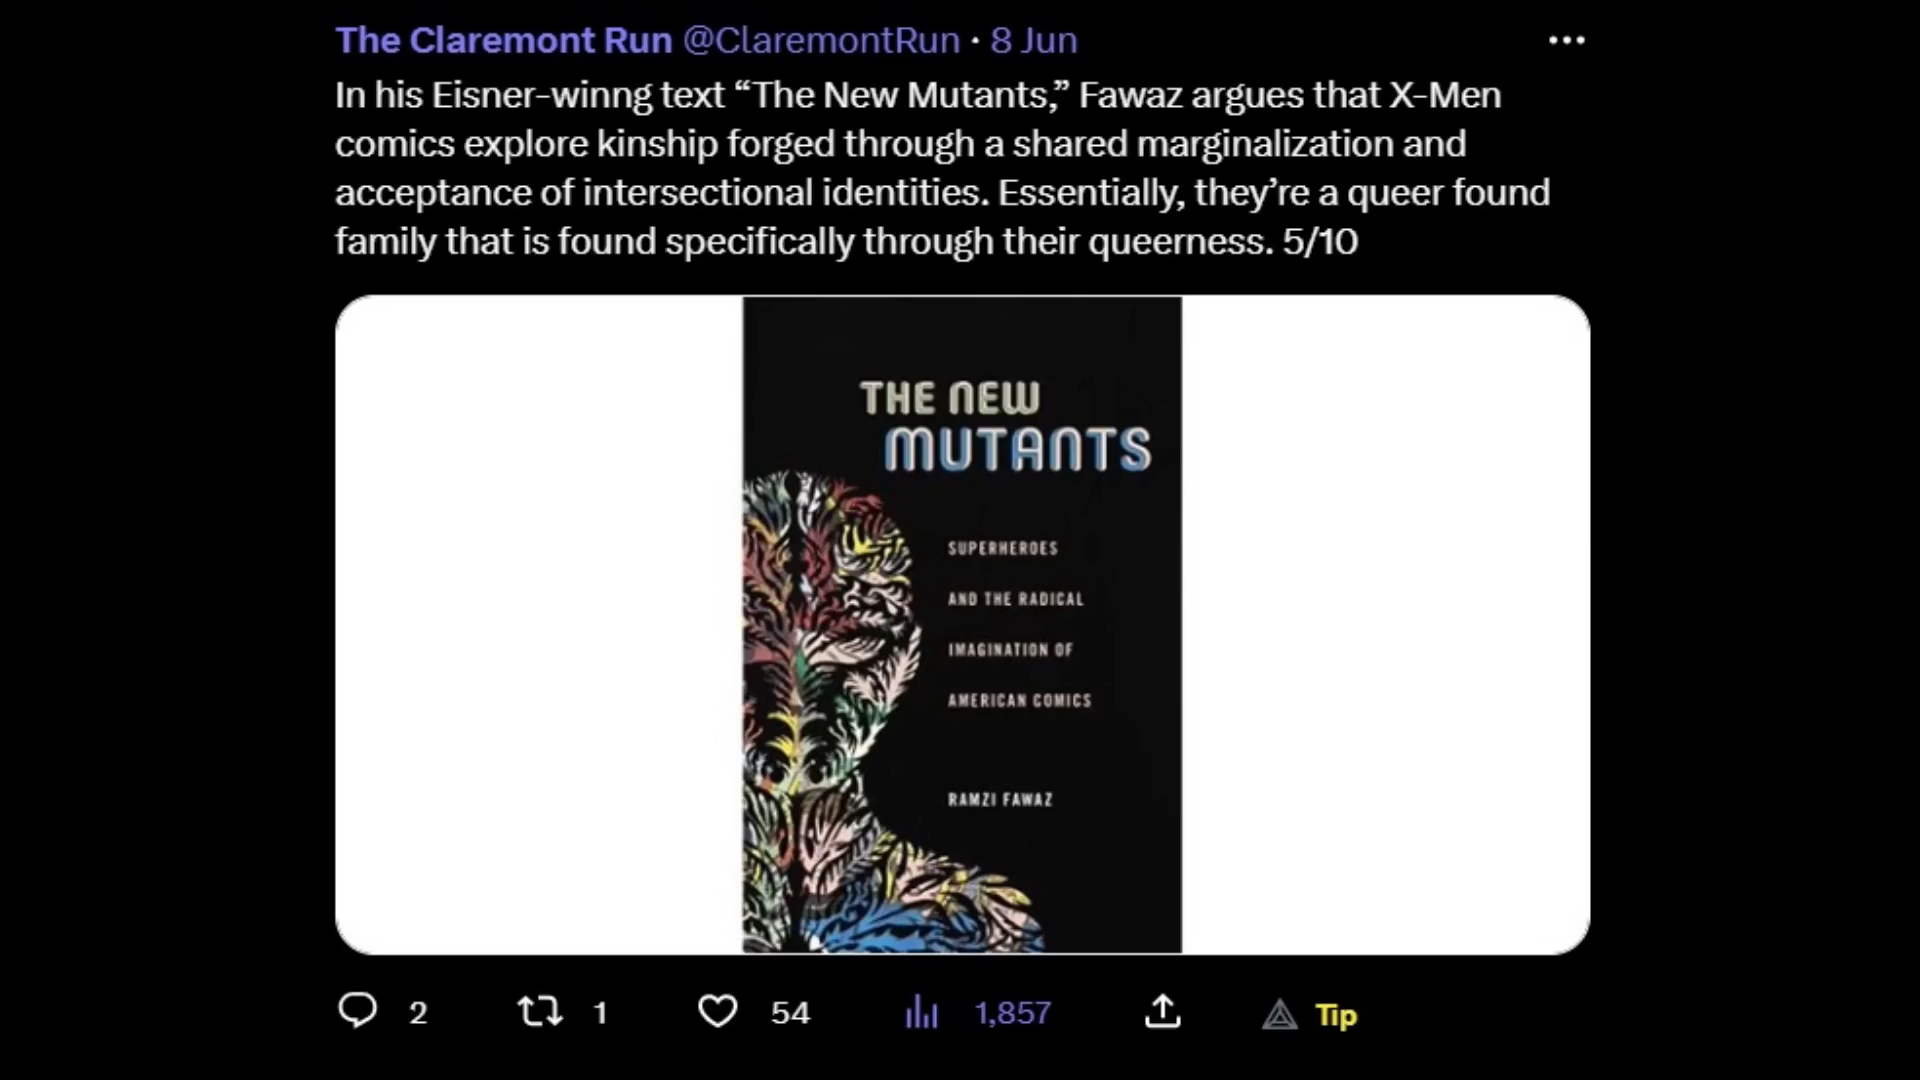 The Claremont Run @ClaremontRun · 8 Jun
In his Eisner-winng text “The New Mutants,” Fawaz argues that X-Men
comics explore kinship forged through a shared marginalization and
acceptance of intersectional identities. Essentially, they’re a queer found
family that is found specifically through their queerness. 5/10
THE NEW
MUTANTS
SUPERHEROES
AND THE RADICAL
IMAGINATION OF
AMERICAN COMICS
RAMZI FAWAZ
2 1 54 1,857 Tip